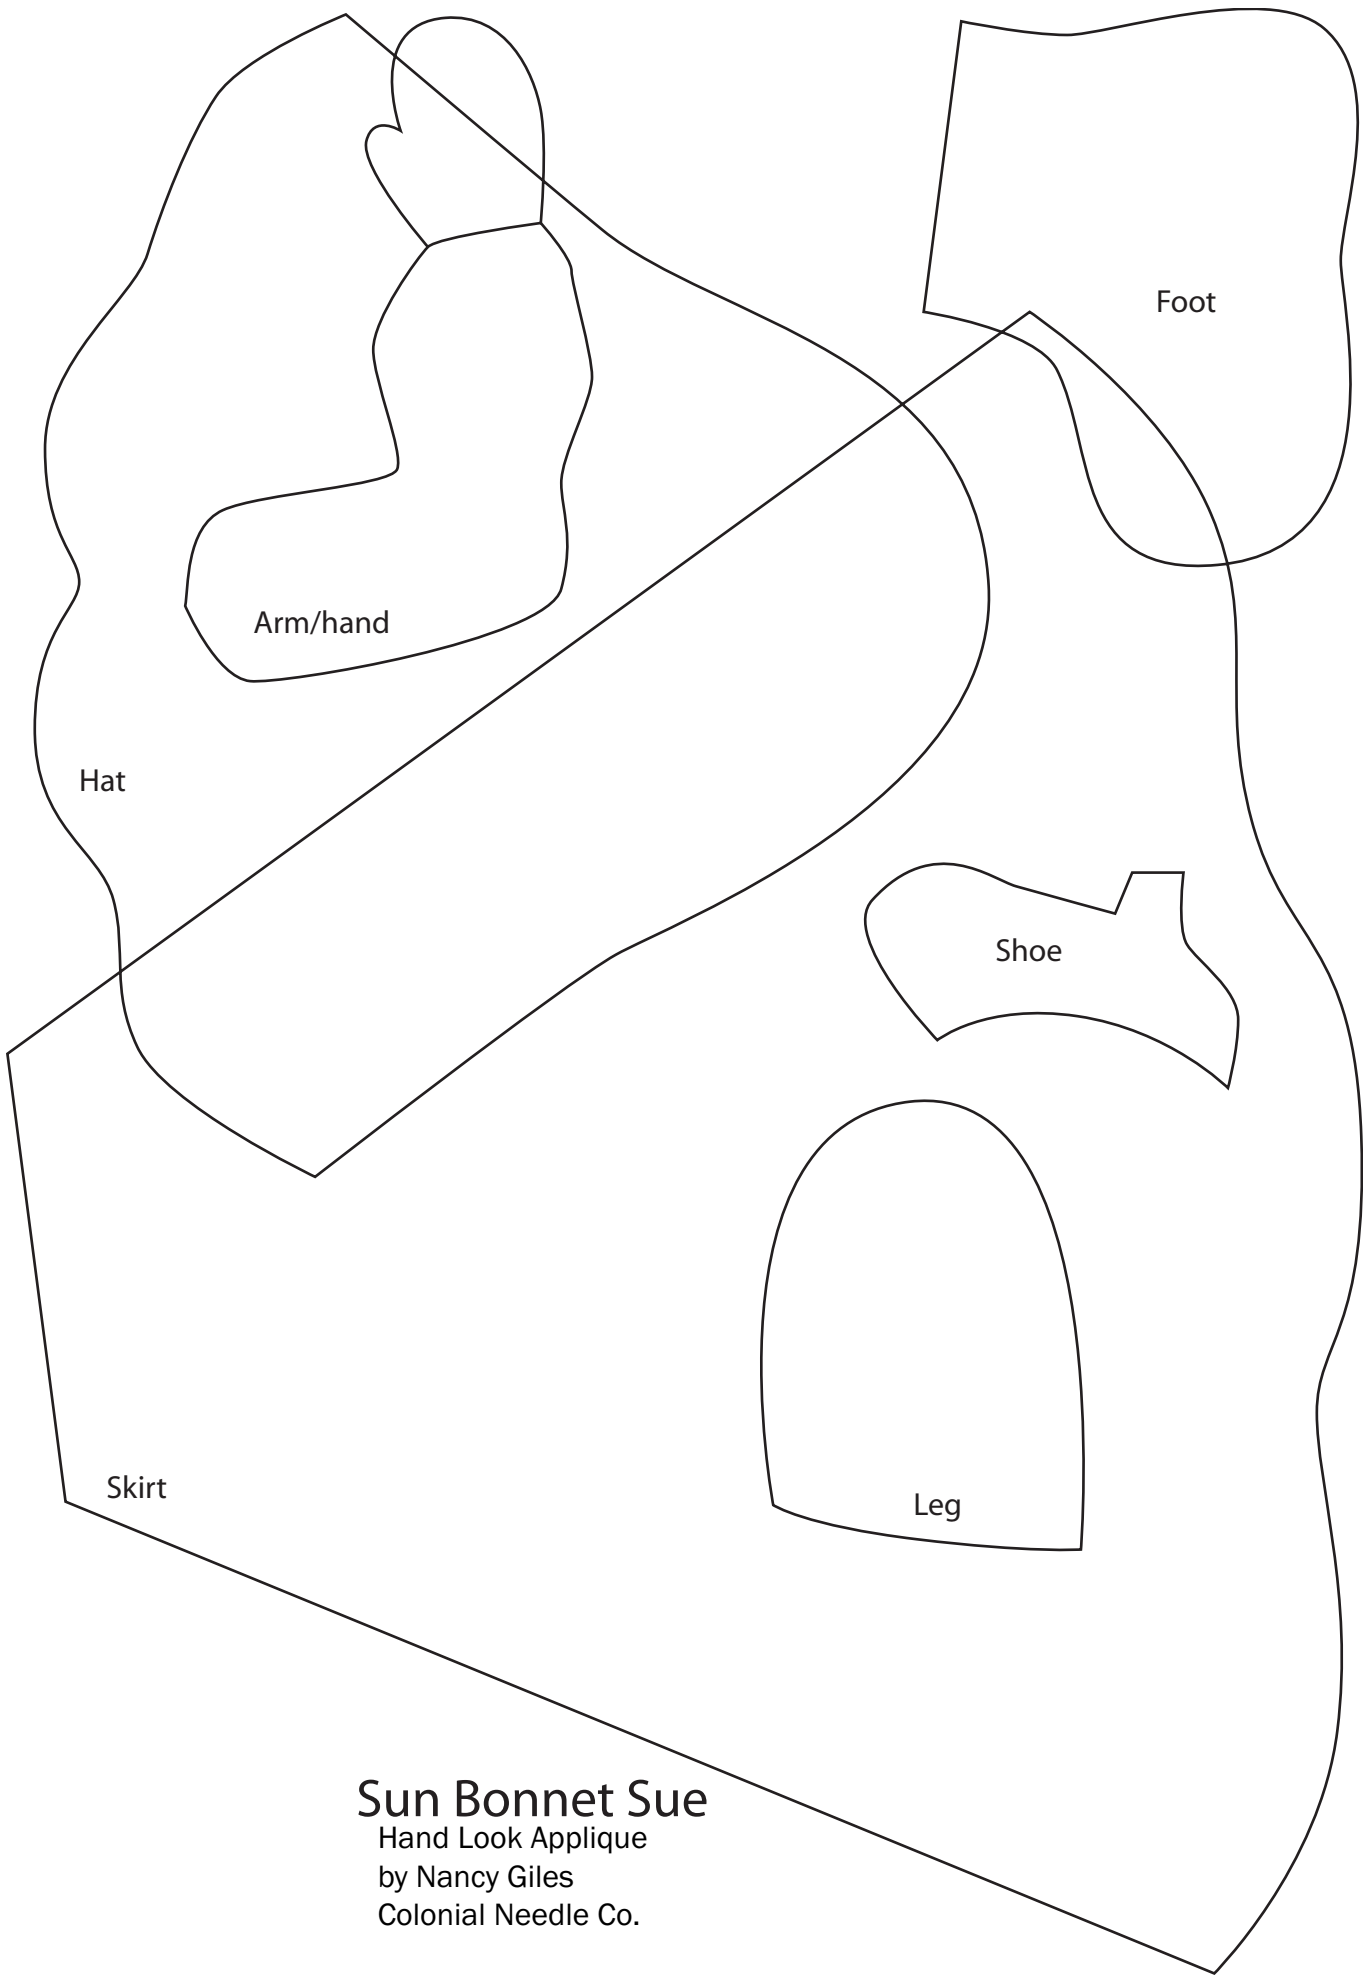 Foot
Arm/hand
Hat
Shoe
Skirt
Leg
Sun Bonnet Sue
Hand Look Applique
by Nancy Giles
Colonial Needle Co.